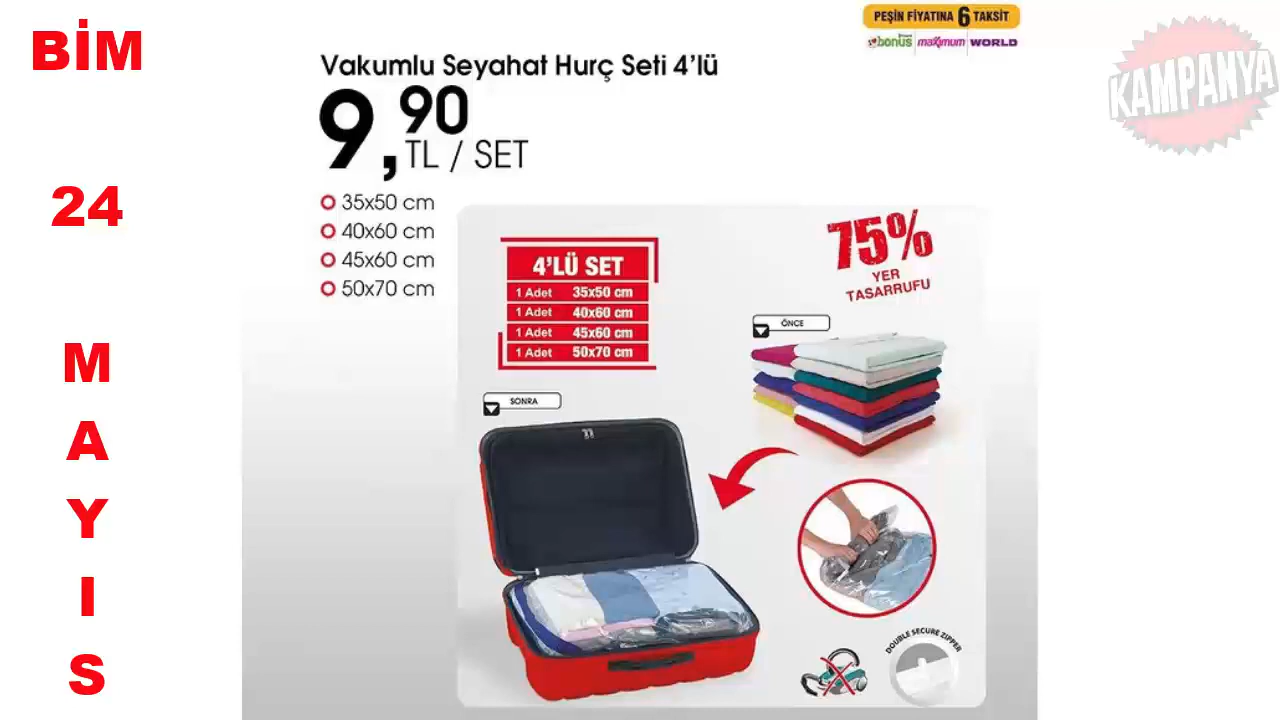 BİM
24
M
A
Y
I
S
PEŞİN FİYATINA 6 TAKSİT
bonus maximum WORLD
KAMPANYA
Vakumlu Seyahat Hurç Seti 4'lü
9,90
TL / SET
35x50 cm
40x60 cm
45x60 cm
50x70 cm
4'LÜ SET
1 Adet 35x50 cm
1 Adet 40x60 cm
1 Adet 45x60 cm
1 Adet 50x70 cm
75%
YER
TASARRUFU
ÖNCE
SONRA
DOUBLE SECURE ZIPPER